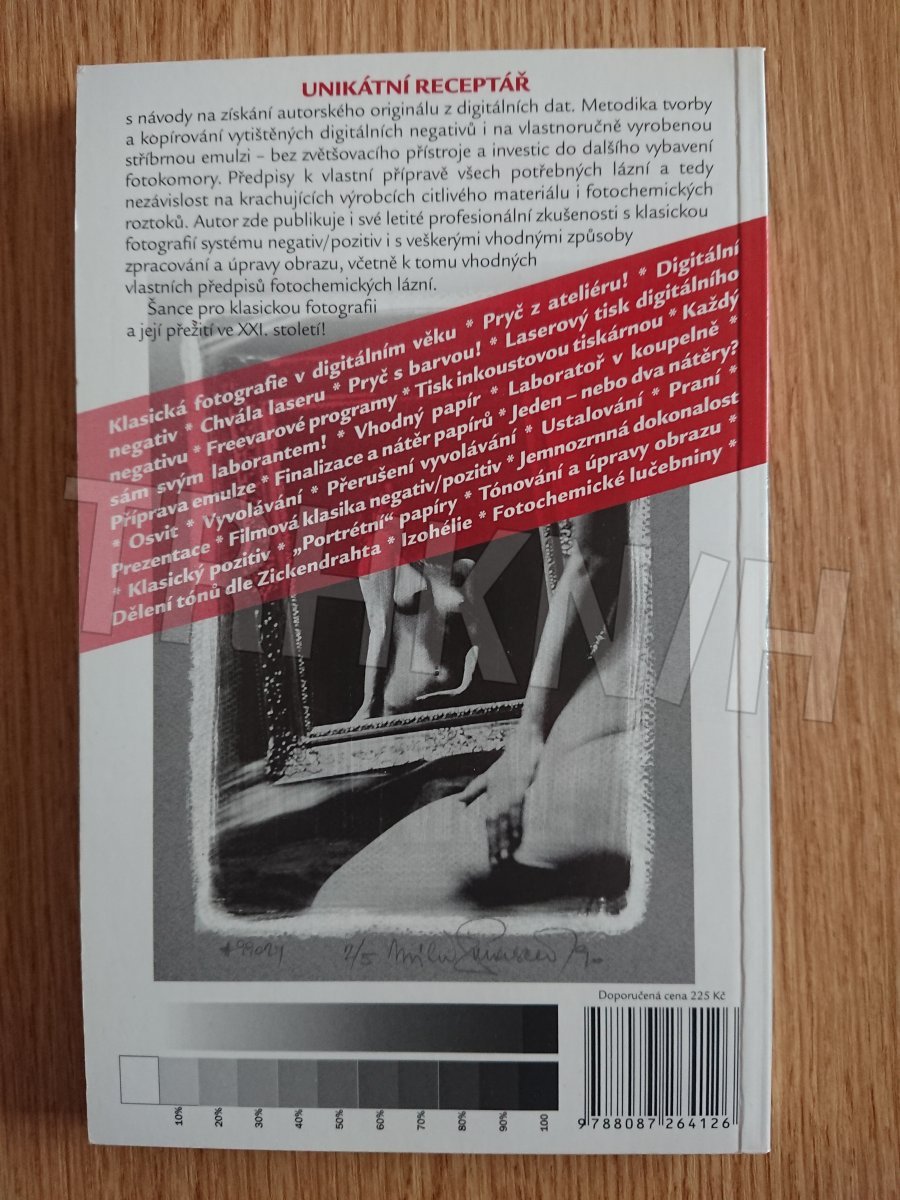 UNIKÁTNÍ RECEPTÁŘ
s návody na získání autorského originálu z digitálních dat. Metodika tvorby
a kopírování vytištěných digitálních negativů i na vlastnoručně vyrobenou
stříbrnou emulzi – bez zvětšovacího přístroje a investic do dalšího vybavení
fotokomory. Předpisy k vlastní přípravě všech potřebných lázní a tedy
nezávislost na krachujících výrobcích citlivého materiálu i fotochemických
roztoků. Autor zde publikuje i své letité profesionální zkušenosti s klasickou
fotografií systému negativ/pozitiv i s veškerými vhodnými způsoby
zpracování a úpravy obrazu, včetně k tomu vhodných
vlastních předpisů fotochemických lázní.
Šance pro klasickou fotografii
a její přežití ve XXI. století!
Klasická fotografie v digitálním věku * Pryč z ateliéru! * Digitální
negativ * Chvála laseru * Pryč s barvou! * Laserový tisk digitálního
negativu * Freevarové programy * Tisk inkoustovou tiskárnou * Každý
sám svým laborantem! * Vhodný papír * Laboratoř v koupelně *
Příprava emulze * Finalizace a nátěr papírů * Jeden – nebo dva nátěry?
* Osvit * Vyvolávání * Přerušení vyvolávání * Ustalování * Praní *
Prezentace * Filmová klasika negativ/pozitiv * Jemnozrnná dokonalost
* Klasický pozitiv * „Portrétní“ papíry * Tónování a úpravy obrazu *
Dělení tónů dle Zickendrahta * Izohélie * Fotochemické lučebniny *
TRHKNIH
2/5
Doporučená cena 225 Kč
10% 20% 30% 40% 50% 60% 70% 80% 90% 100
9 788087 264126